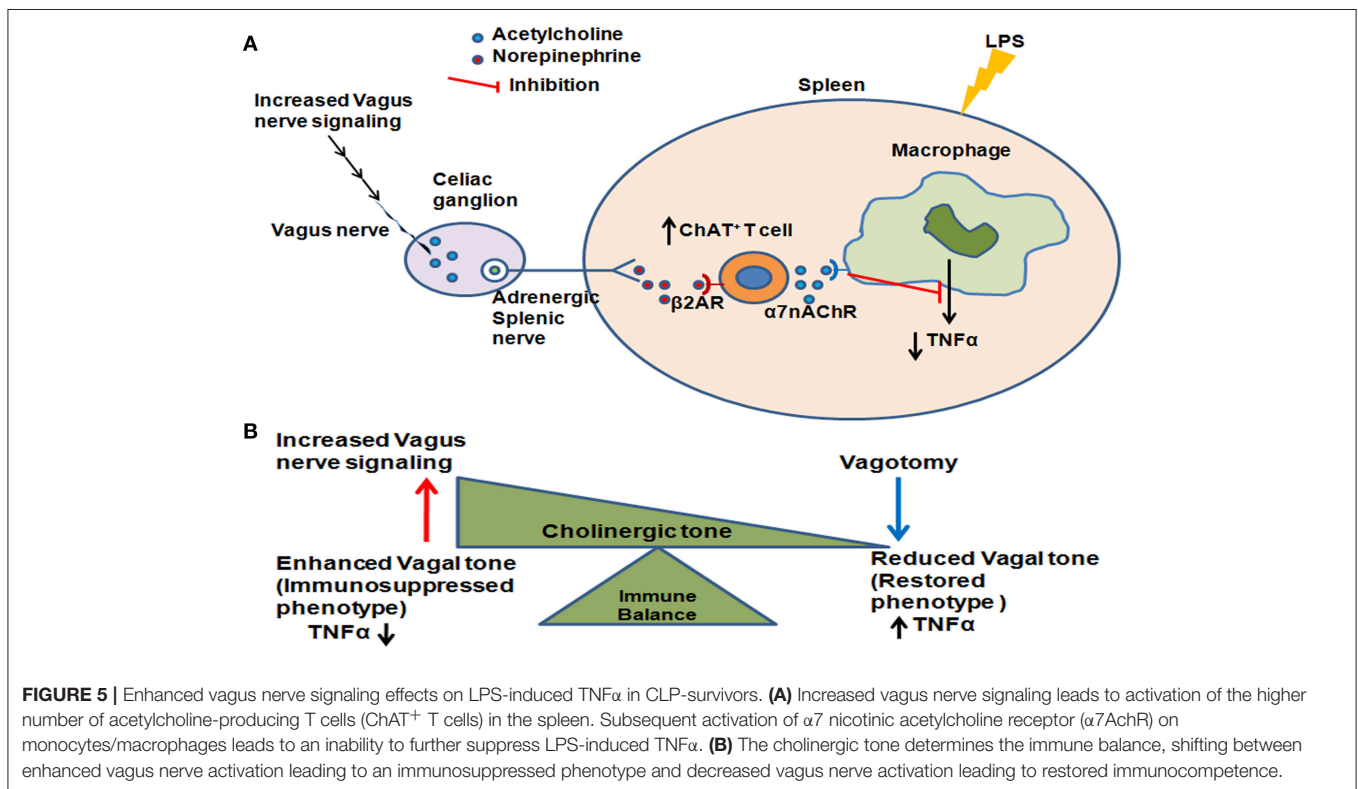 A
Acetylcholine
Norepinephrine
Inhibition
LPS
Increased Vagus
nerve signaling
Spleen
Macrophage
Celiac
ganglion
Vagus nerve
ChAT⁺ T cell
β2AR
α7nAChR
Adrenergic
Splenic
nerve
TNFα
B
Increased Vagus
nerve signaling
Vagotomy
Cholinergic tone
Enhanced Vagal tone
(Immunosuppressed
phenotype)
TNFα
Immune
Balance
Reduced Vagal tone
(Restored
phenotype )
TNFα
FIGURE 5 | Enhanced vagus nerve signaling effects on LPS-induced TNFα in CLP-survivors. (A) Increased vagus nerve signaling leads to activation of the higher
number of acetylcholine-producing T cells (ChAT⁺ T cells) in the spleen. Subsequent activation of α7 nicotinic acetylcholine receptor (α7AchR) on
monocytes/macrophages leads to an inability to further suppress LPS-induced TNFα. (B) The cholinergic tone determines the immune balance, shifting between
enhanced vagus nerve activation leading to an immunosuppressed phenotype and decreased vagus nerve activation leading to restored immunocompetence.